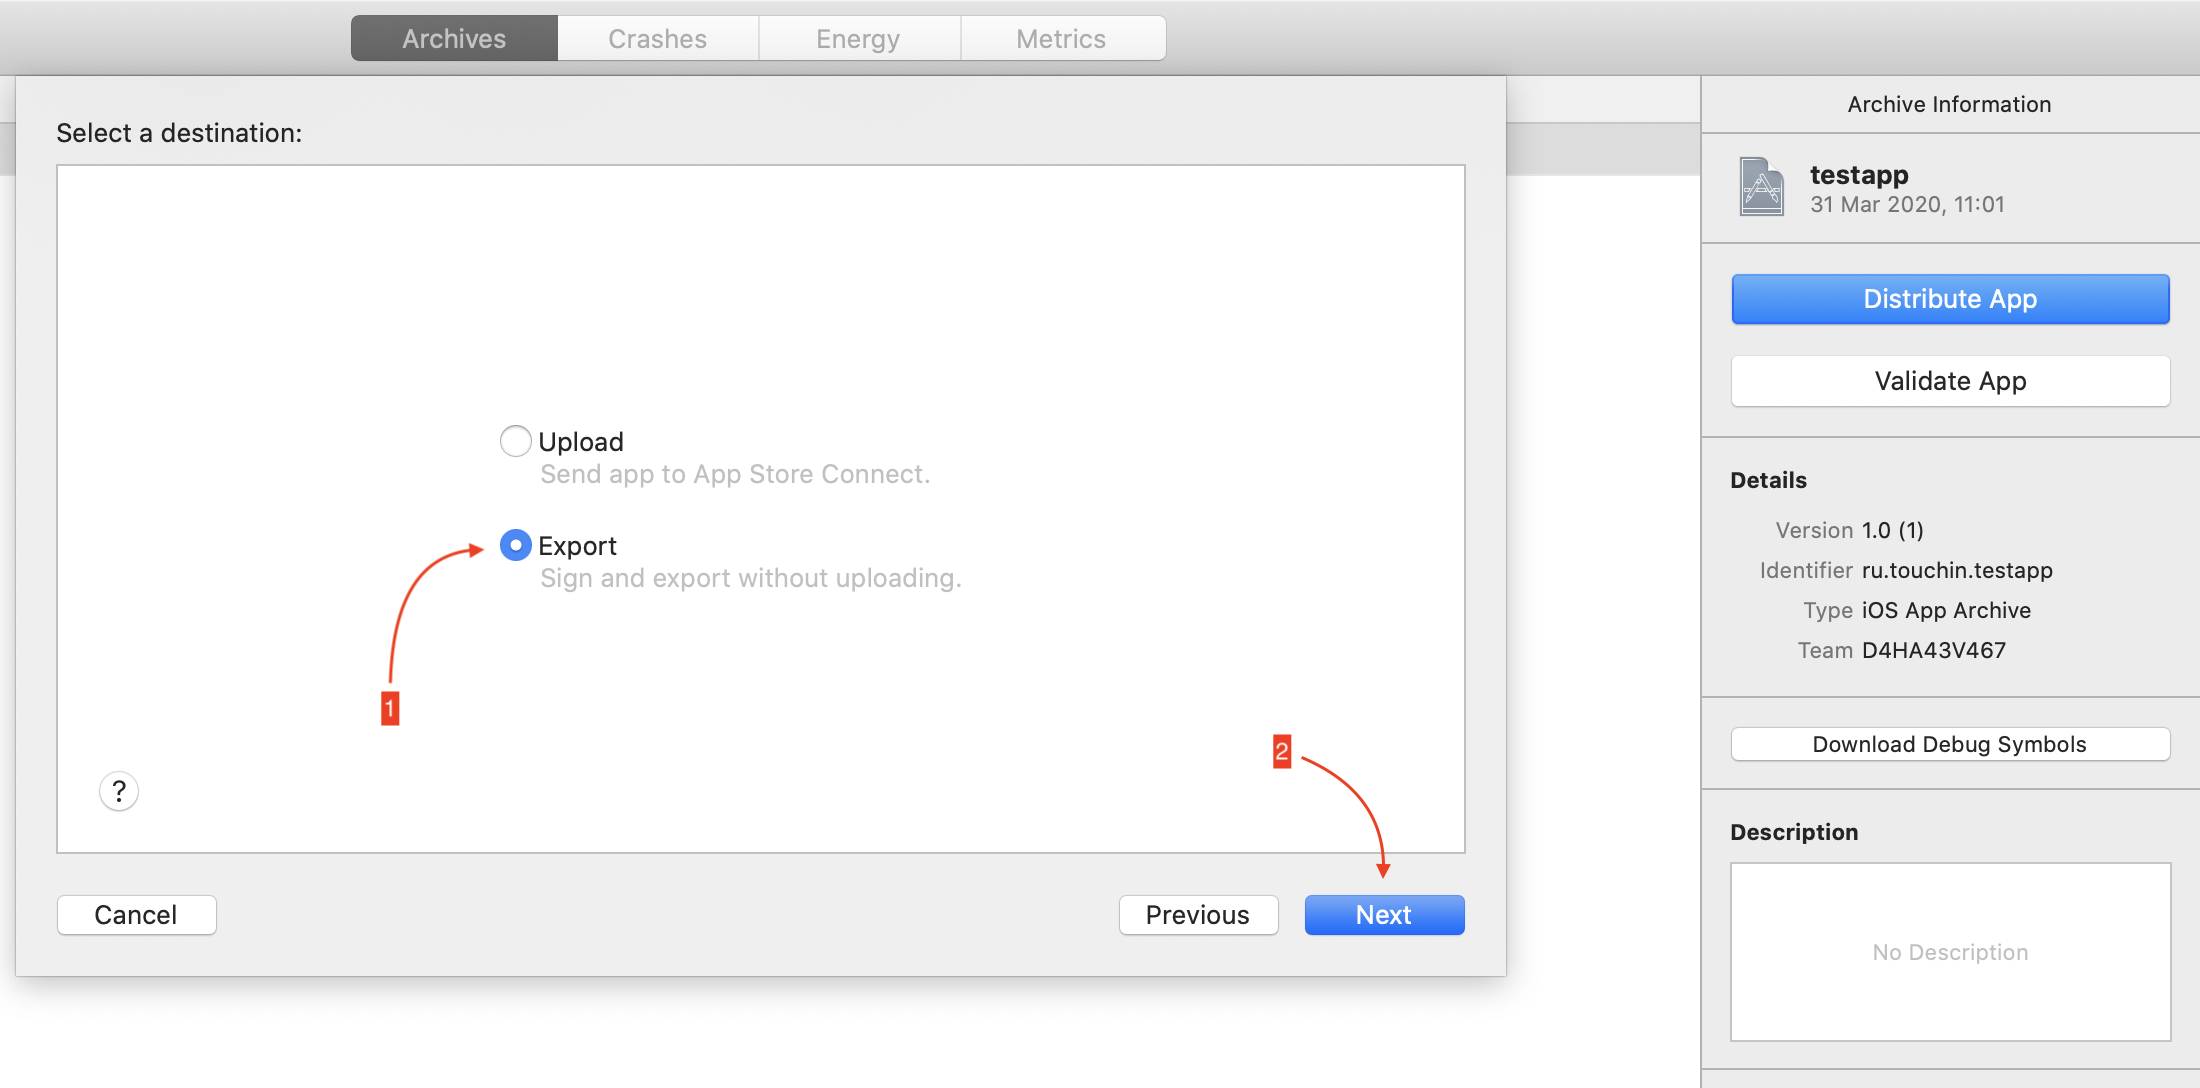 Archives Crashes Energy Metrics
Select a destination:
Upload
Send app to App Store Connect.
Export
Sign and export without uploading.
1
2
?
Cancel
Previous
Next
Archive Information
testapp
31 Mar 2020, 11:01
Distribute App
Validate App
Details
Version 1.0 (1)
Identifier ru.touchin.testapp
Type iOS App Archive
Team D4HA43V467
Download Debug Symbols
Description
No Description